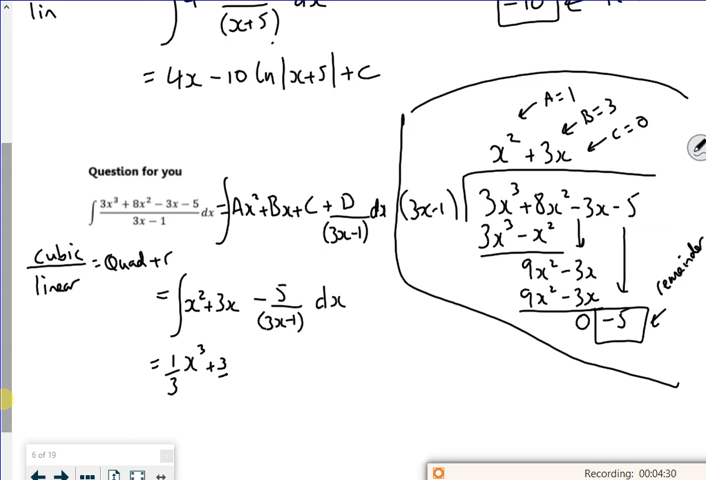 lin ∫4 (x+5) dx -10 ←
= 4x - 10 ln|x+5| + C
Question for you
∫ (3x³ + 8x² - 3x - 5)/(3x - 1) dx = ∫ Ax² + Bx + C + D/(3x-1) dx
cubic/linear = Quad + r
= ∫ x² + 3x - 5/(3x-1) dx
= 1/3 x³ + 3
← A=1
← B=3
← C=0
x² + 3x
(3x-1) 3x³ + 8x² - 3x - 5
3x³ - x² ↓
9x² - 3x
9x² - 3x ↓
0 -5 ← remainder
6 of 19
Recording: 00:04:30